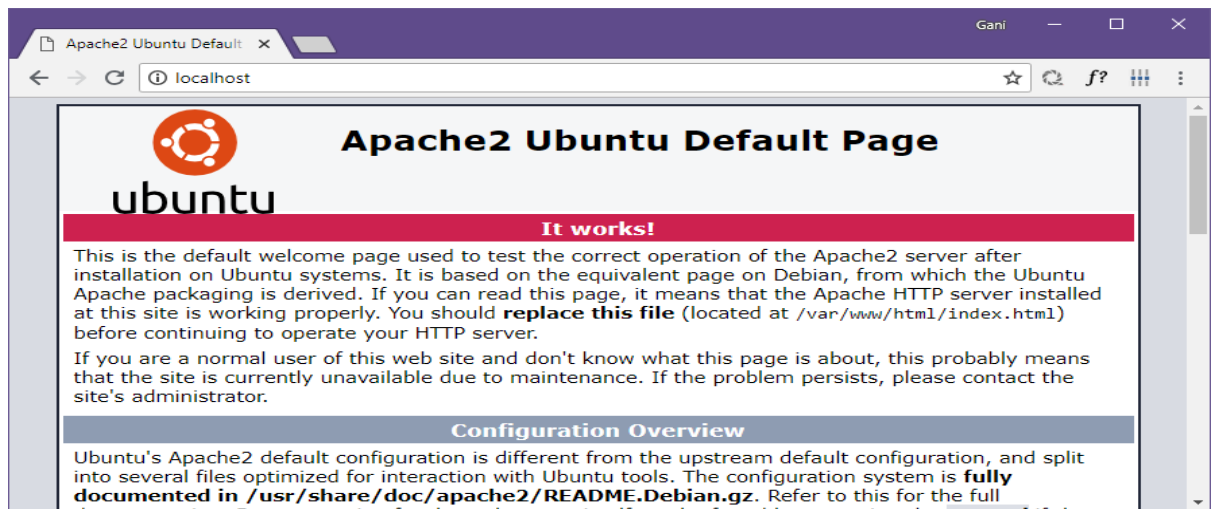 Gani
Apache2 Ubuntu Default
localhost
f?
ubuntu
Apache2 Ubuntu Default Page
It works!
This is the default welcome page used to test the correct operation of the Apache2 server after
installation on Ubuntu systems. It is based on the equivalent page on Debian, from which the Ubuntu
Apache packaging is derived. If you can read this page, it means that the Apache HTTP server installed
at this site is working properly. You should replace this file (located at /var/www/html/index.html)
before continuing to operate your HTTP server.
If you are a normal user of this web site and don't know what this page is about, this probably means
that the site is currently unavailable due to maintenance. If the problem persists, please contact the
site's administrator.
Configuration Overview
Ubuntu's Apache2 default configuration is different from the upstream default configuration, and split
into several files optimized for interaction with Ubuntu tools. The configuration system is fully
documented in /usr/share/doc/apache2/README.Debian.gz. Refer to this for the full